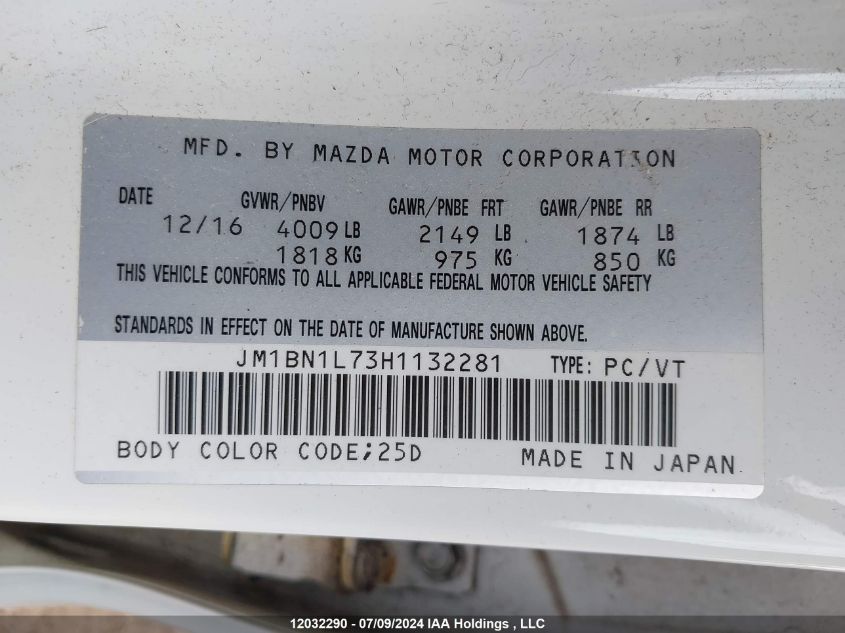 MFD. BY MAZDA MOTOR CORPORATION
DATE GVWR/PNBV GAWR/PNBE FRT GAWR/PNBE RR
12/16 4009 LB 2149 LB 1874 LB
1818 KG 975 KG 850 KG
THIS VEHICLE CONFORMS TO ALL APPLICABLE FEDERAL MOTOR VEHICLE SAFETY
STANDARDS IN EFFECT ON THE DATE OF MANUFACTURE SHOWN ABOVE.
JM1BN1L73H1132281 TYPE: PC/VT
BODY COLOR CODE;25D MADE IN JAPAN
12032290 - 07/09/2024 IAA Holdings , LLC